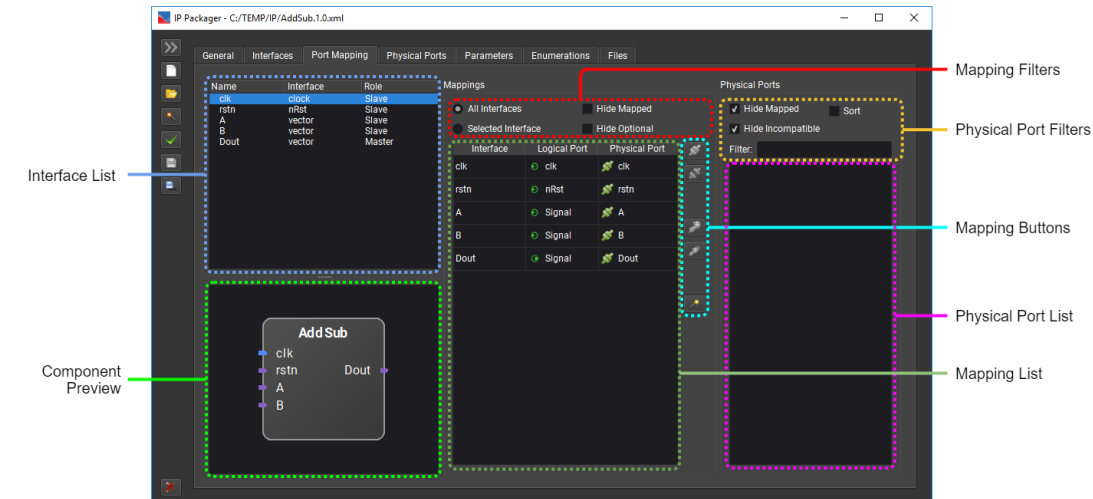 IP Packager - C:/TEMP/IP/AddSub.1.0.xml
General Interfaces Port Mapping Physical Ports Parameters Enumerations Files
Name Interface Role
clk clock Slave
rstn nRst Slave
A vector Slave
B vector Slave
Dout vector Master
Mappings
All Interfaces Hide Mapped
Selected Interface Hide Optional
Interface Logical Port Physical Port
clk clk clk
rstn nRst rstn
A Signal A
B Signal B
Dout Signal Dout
Physical Ports
Hide Mapped Sort
Hide Incompatible
Filter:
AddSub
clk
rstn Dout
A
B
Interface List
Component
Preview
Mapping Filters
Physical Port Filters
Mapping Buttons
Physical Port List
Mapping List